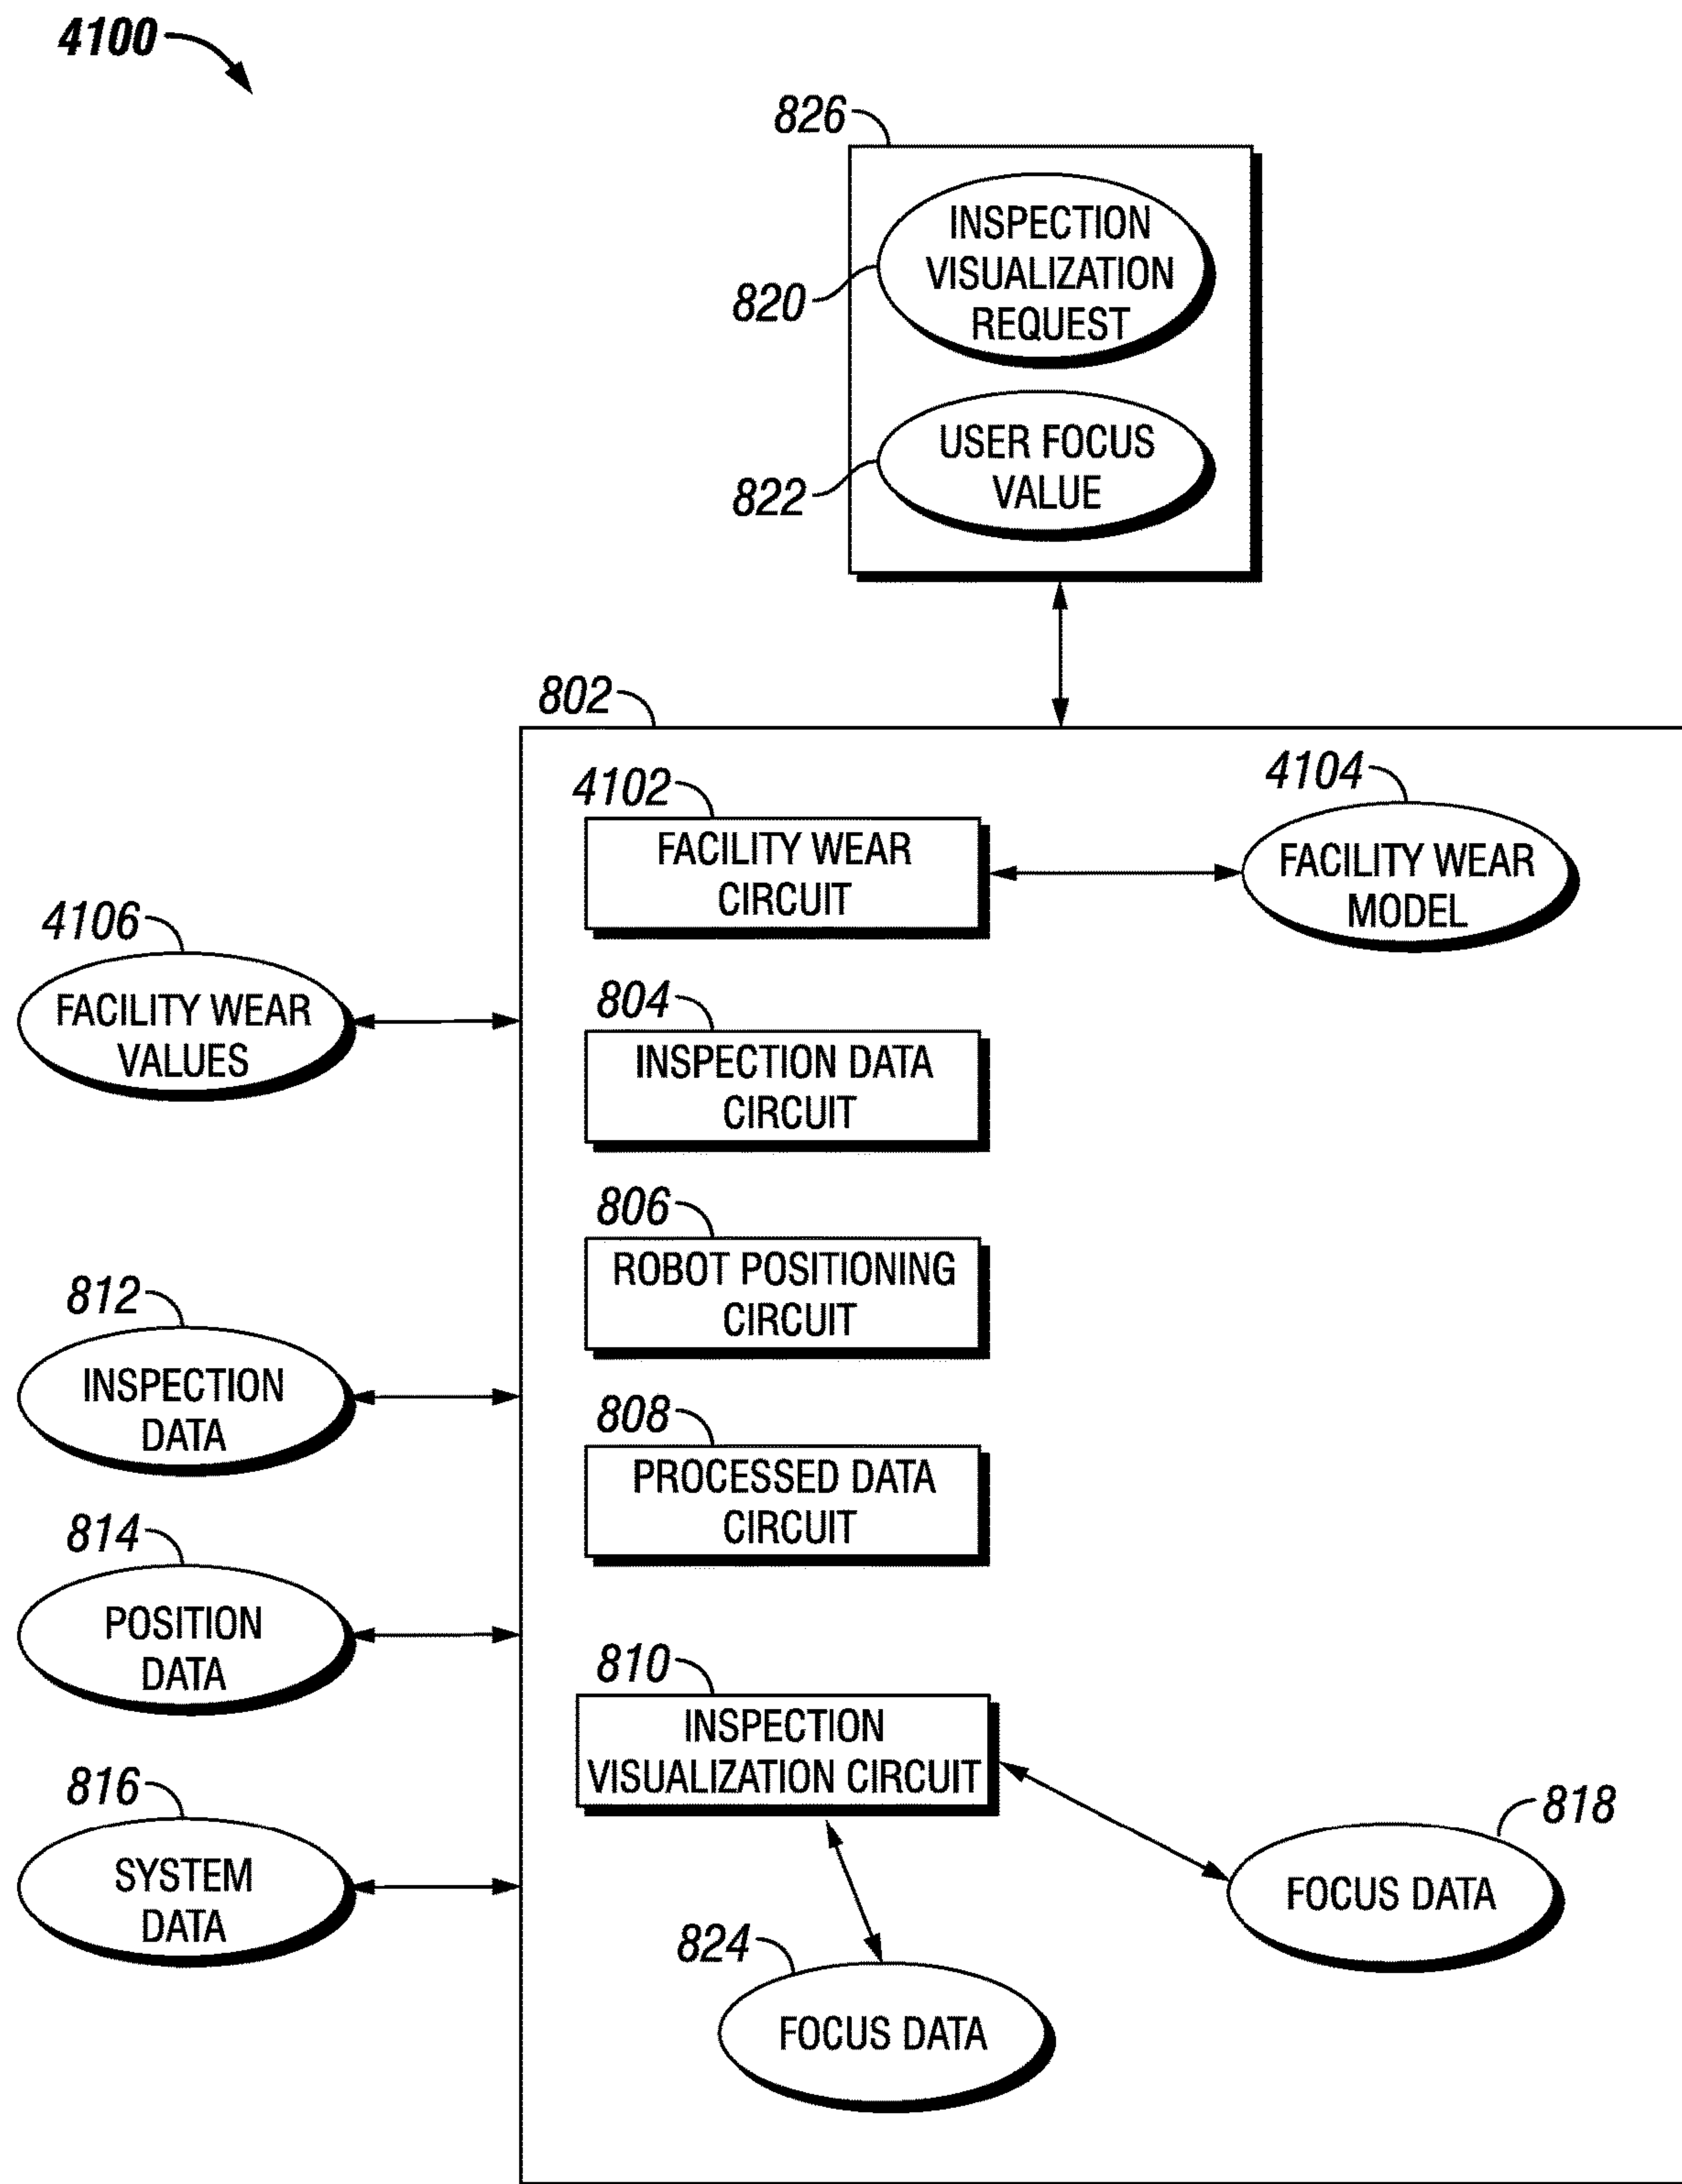 4100
826
INSPECTION
VISUALIZATION
REQUEST
820
USER FOCUS
VALUE
822
802
4102
FACILITY WEAR
CIRCUIT
4104
FACILITY WEAR
MODEL
4106
FACILITY WEAR
VALUES
804
INSPECTION DATA
CIRCUIT
806
ROBOT POSITIONING
CIRCUIT
812
INSPECTION
DATA
808
PROCESSED DATA
CIRCUIT
814
POSITION
DATA
810
INSPECTION
VISUALIZATION CIRCUIT
816
SYSTEM
DATA
818
FOCUS DATA
824
FOCUS DATA